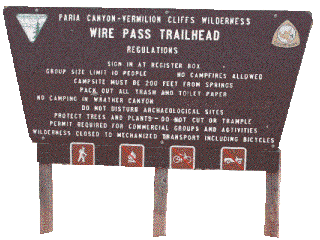 PARIA CANYON-VERMILION CLIFFS WILDERNESS
WIRE PASS TRAILHEAD
REGULATIONS
SIGN IN AT REGISTER BOX
GROUP SIZE LIMIT 10 PEOPLE NO CAMPFIRES ALLOWED
CAMPSITE MUST BE 200 FEET FROM SPRINGS
PACK OUT ALL TRASH AND TOILET PAPER
NO CAMPING IN WRATHER CANYON
DO NOT DISTURB ARCHAEOLOGICAL SITES
PROTECT TREES AND PLANTS-DO NOT CUT OR TRAMPLE
PERMIT REQUIRED FOR COMMERCIAL GROUPS AND ACTIVITIES
WILDERNESS CLOSED TO MECHANIZED TRANSPORT INCLUDING BICYCLES